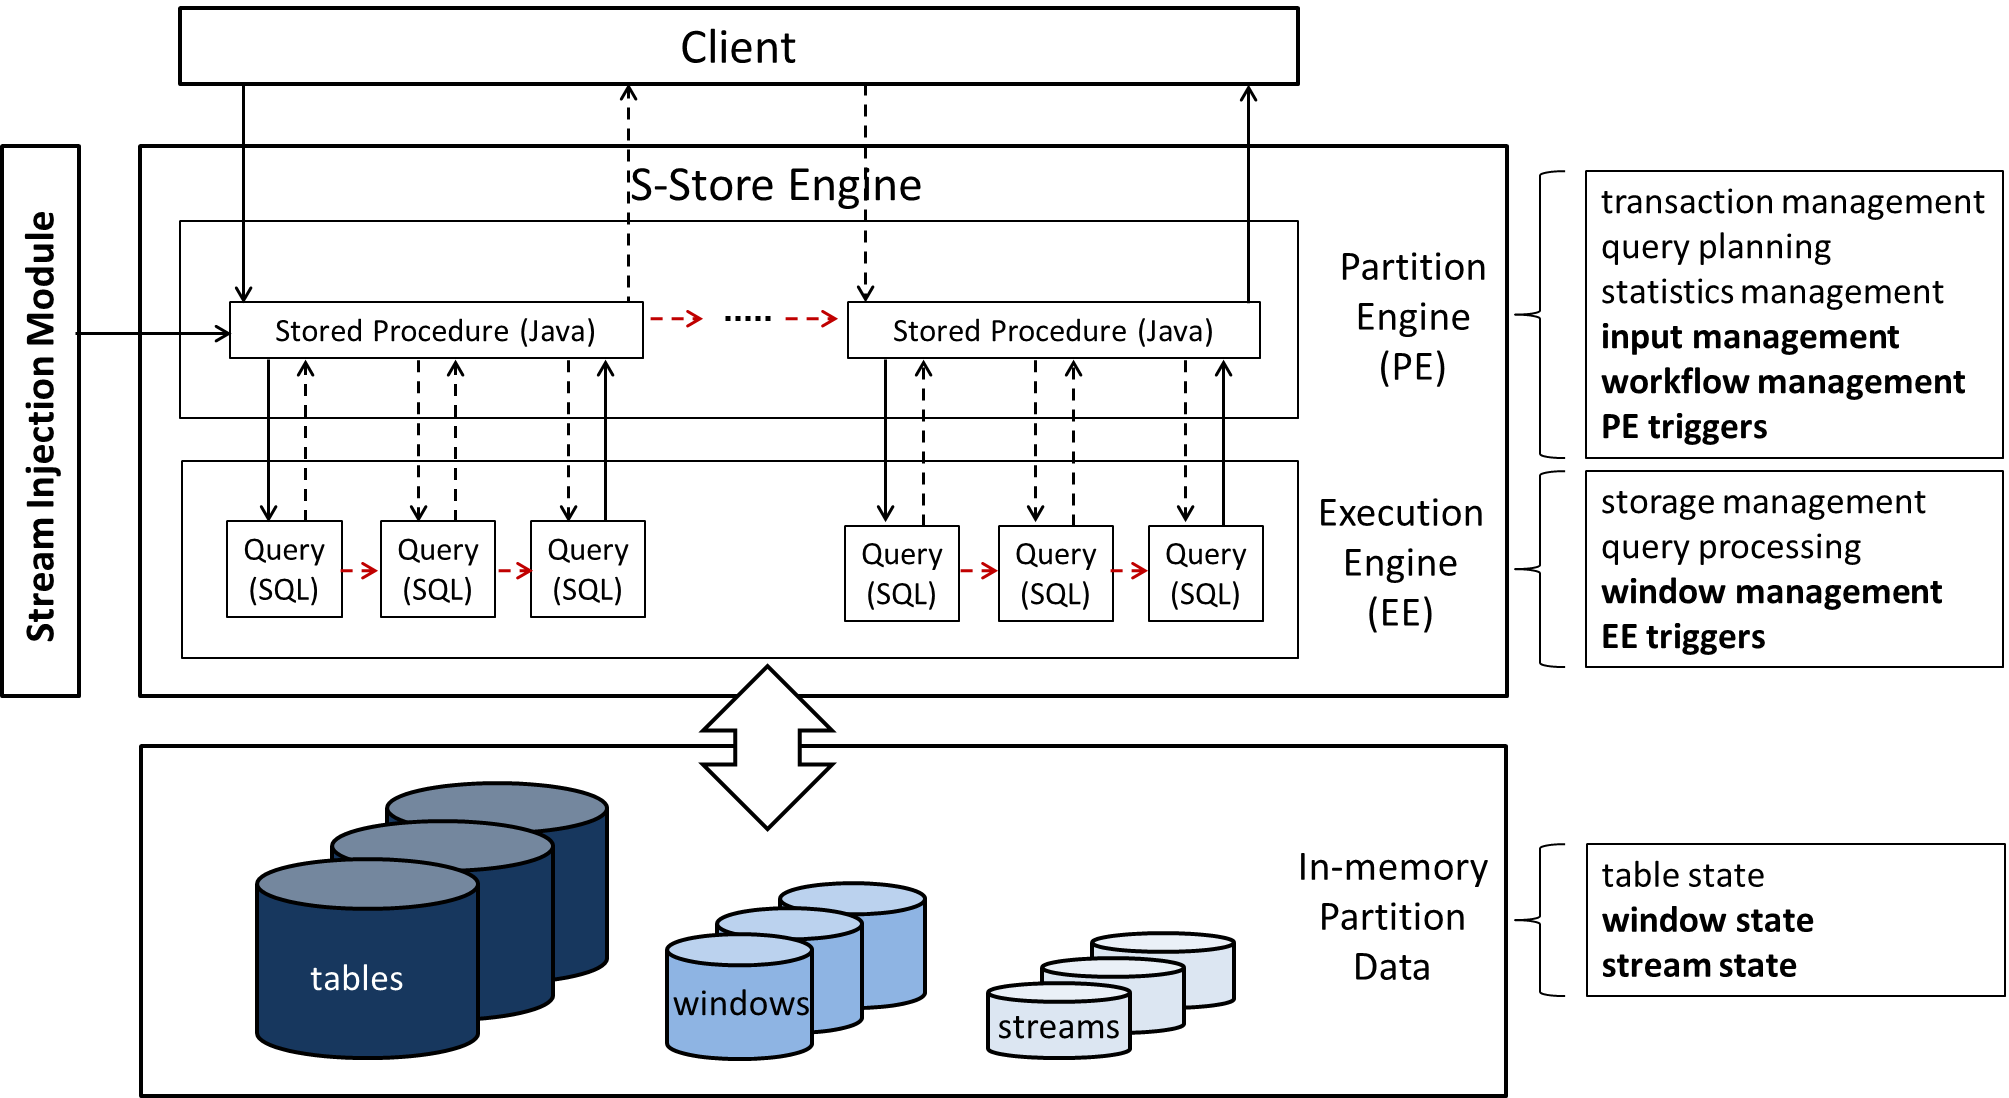 Client
Stream Injection Module
S-Store Engine
Stored Procedure (Java)
.....
Stored Procedure (Java)
Partition
Engine
(PE)
transaction management
query planning
statistics management
input management
workflow management
PE triggers
Query
(SQL)
Query
(SQL)
Query
(SQL)
Query
(SQL)
Query
(SQL)
Query
(SQL)
Execution
Engine
(EE)
storage management
query processing
window management
EE triggers
tables
windows
streams
In-memory
Partition
Data
table state
window state
stream state